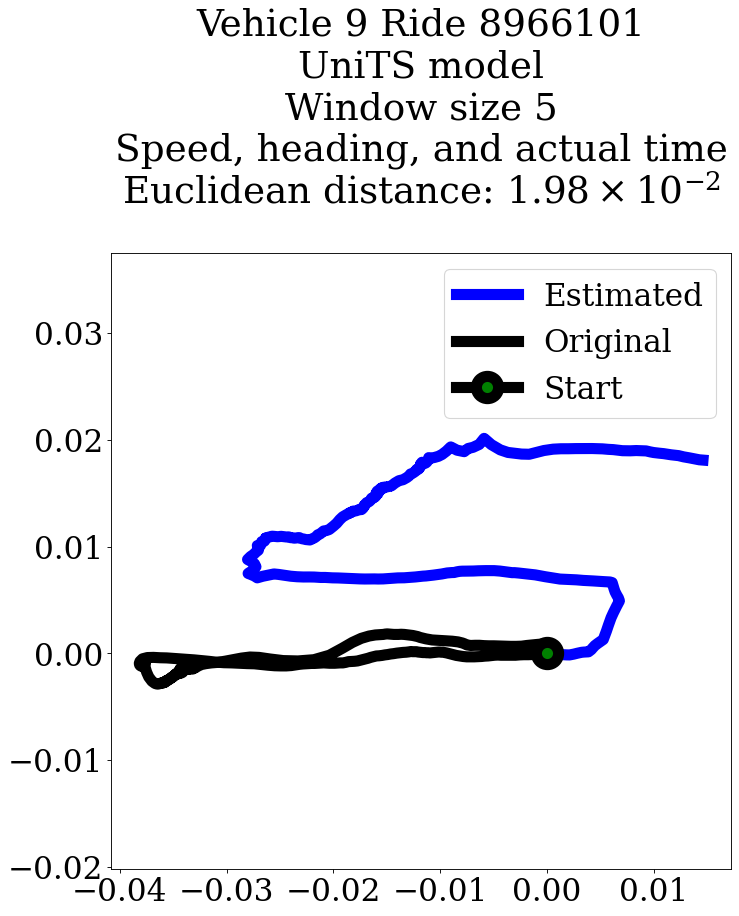 Vehicle 9 Ride 8966101
UniTS model
Window size 5
Speed, heading, and actual time
Euclidean distance: 1.98 × 10⁻²
Estimated
Original
Start
0.03
0.02
0.01
0.00
−0.01
−0.02
−0.04 −0.03 −0.02 −0.01 0.00 0.01